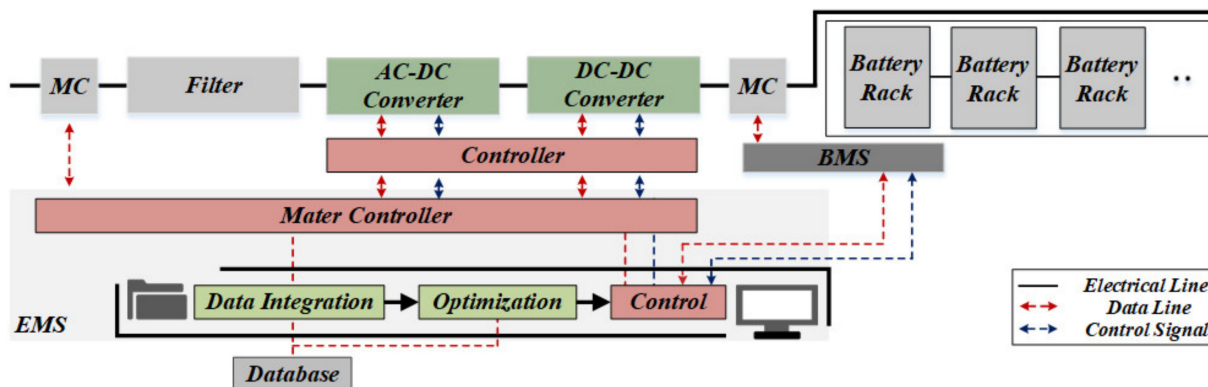 MC
Filter
AC-DC
Converter
DC-DC
Converter
MC
Battery
Rack
Battery
Rack
Battery
Rack
..
Controller
BMS
Mater Controller
Data Integration
Optimization
Control
EMS
Database
Electrical Line
Data Line
Control Signal